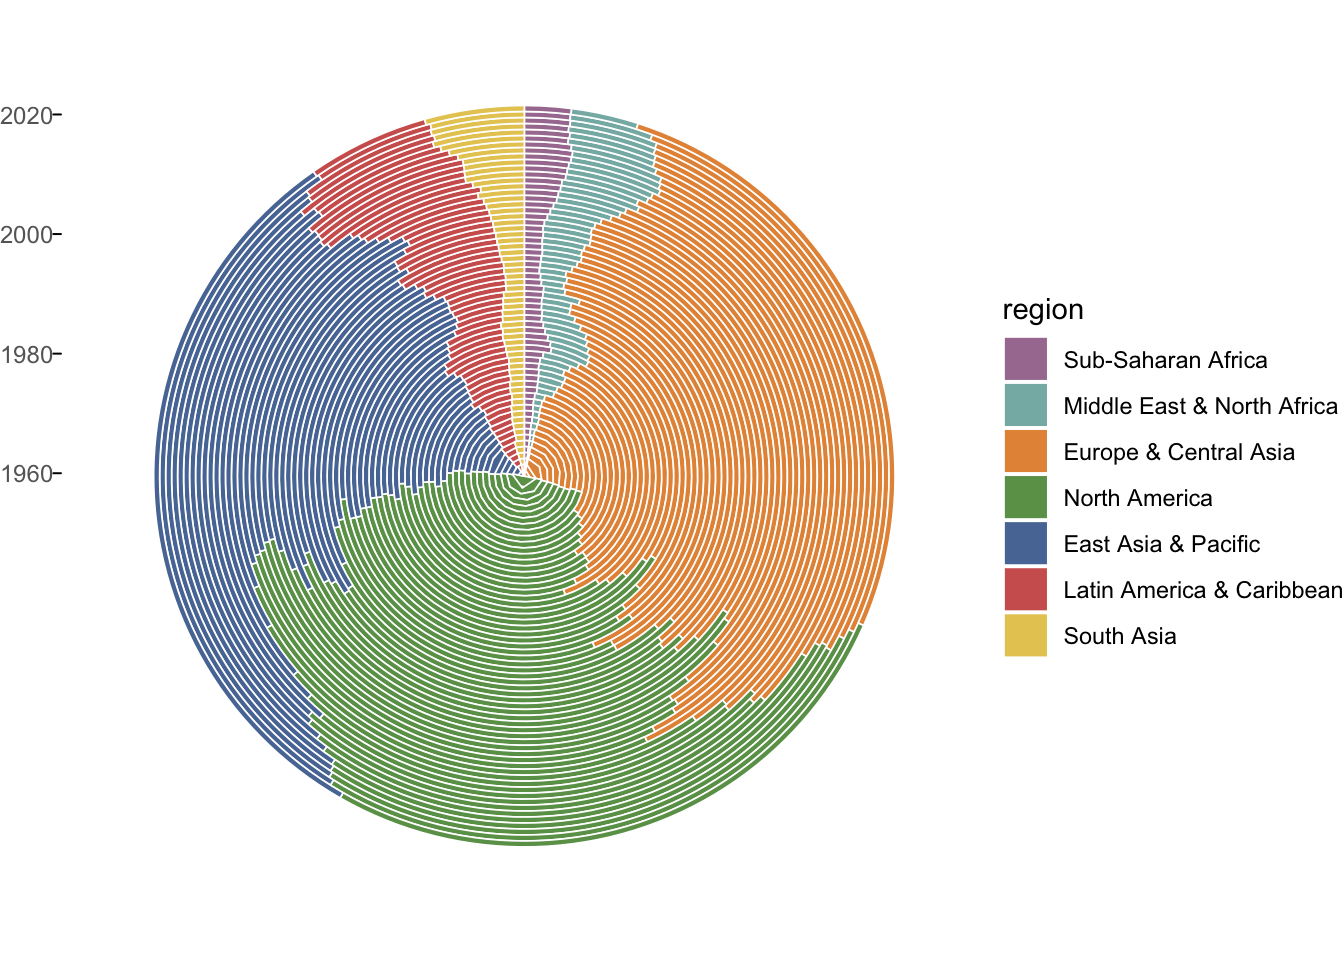 2020
2000
1980
1960
region
Sub-Saharan Africa
Middle East & North Africa
Europe & Central Asia
North America
East Asia & Pacific
Latin America & Caribbean
South Asia